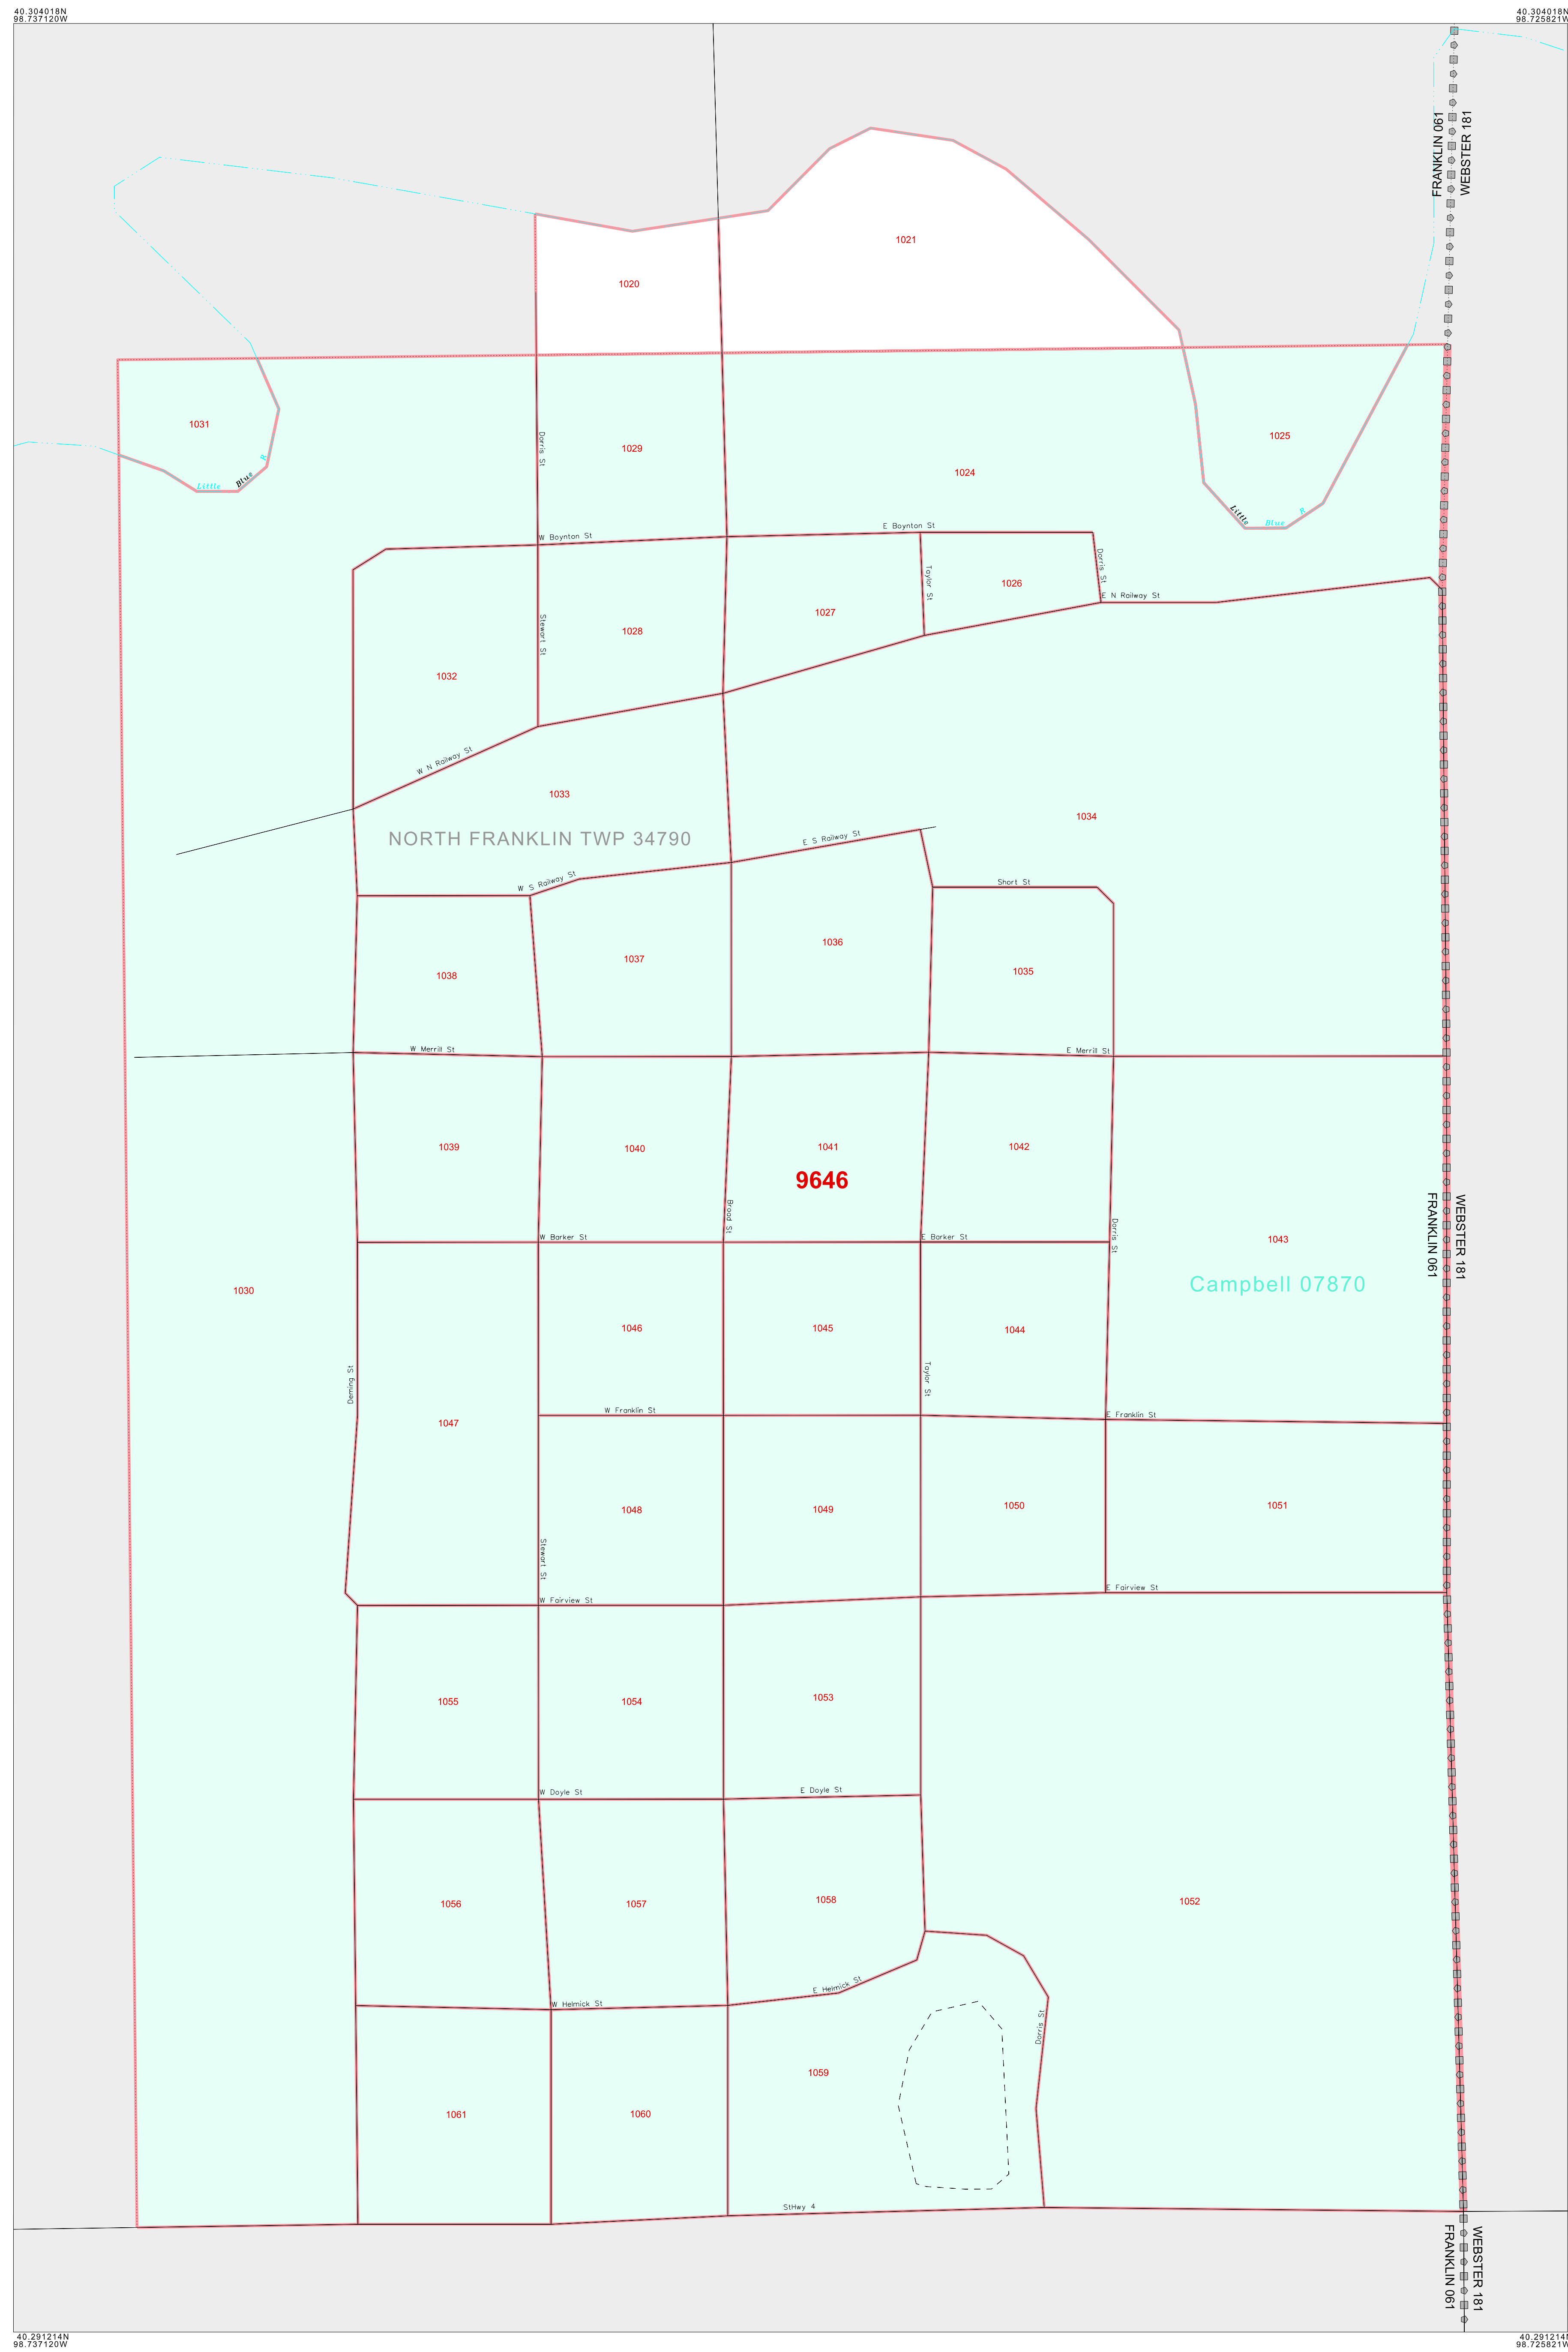 40.304018N
98.737120W
40.304018N
98.725821W
FRANKLIN 061
WEBSTER 181
1021
1020
1031
1029
1024
1025
Dorris St
Little Blue R
Little Blue R
W Boynton St
E Boynton St
Dorris St
Taylor St
1026
E N Railway St
1027
1028
Stewart St
1032
W N Railway St
1033
1034
NORTH FRANKLIN TWP 34790
E S Railway St
W S Railway St
Short St
1036
1037
1035
1038
W Merrill St
E Merrill St
1039
1040
1041
1042
9646
Broad St
W Barker St
E Barker St
Dorris St
1043
WEBSTER 181
FRANKLIN 061
1030
Campbell 07870
1046
1045
1044
Deming St
Taylor St
1047
W Franklin St
E Franklin St
1048
1049
1050
1051
Stewart St
W Fairview St
E Fairview St
1055
1054
1053
W Doyle St
E Doyle St
1056
1057
1058
1052
E Helmick St
W Helmick St
Dorris St
1059
1061
1060
StHwy 4
WEBSTER 181
FRANKLIN 061
40.291214N
98.737120W
40.291214N
98.725821W